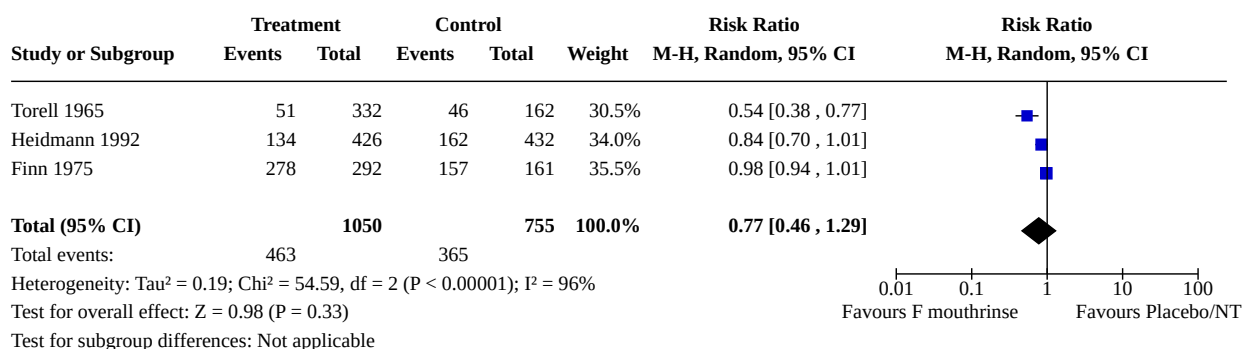 Treatment Control Risk Ratio Risk Ratio
Study or Subgroup Events Total Events Total Weight M-H, Random, 95% CI M-H, Random, 95% CI
Torell 1965 51 332 46 162 30.5% 0.54 [0.38 , 0.77]
Heidmann 1992 134 426 162 432 34.0% 0.84 [0.70 , 1.01]
Finn 1975 278 292 157 161 35.5% 0.98 [0.94 , 1.01]
Total (95% CI) 1050 755 100.0% 0.77 [0.46 , 1.29]
Total events: 463 365
Heterogeneity: Tau² = 0.19; Chi² = 54.59, df = 2 (P < 0.00001); I² = 96%
0.01 0.1 1 10 100
Test for overall effect: Z = 0.98 (P = 0.33) Favours F mouthrinse Favours Placebo/NT
Test for subgroup differences: Not applicable